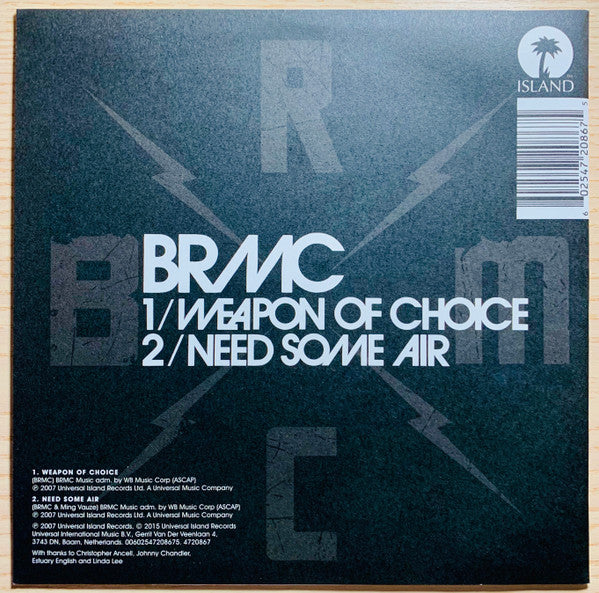 ISLAND
TM
6 02547 20867 5
R
B
M
C
BRMC
1/WEAPON OF CHOICE
2/NEED SOME AIR
1. WEAPON OF CHOICE
(BRMC) BRMC Music adm. by WB Music Corp (ASCAP)
℗ 2007 Universal Island Records Ltd. A Universal Music Company
2. NEED SOME AIR
(BRMC & Ming Vauze) BRMC Music adm. by WB Music Corp (ASCAP)
℗ 2007 Universal Island Records Ltd. A Universal Music Company
℗ 2007 Universal Island Records. © 2015 Universal Island Records
Universal International Music B.V., Gerrit Van Der Veenlaan 4,
3743 DN, Baarn, Netherlands. 00602547208675. 4720867
With thanks to Christopher Ancell, Johnny Chandler,
Estuary English and Linda Lee